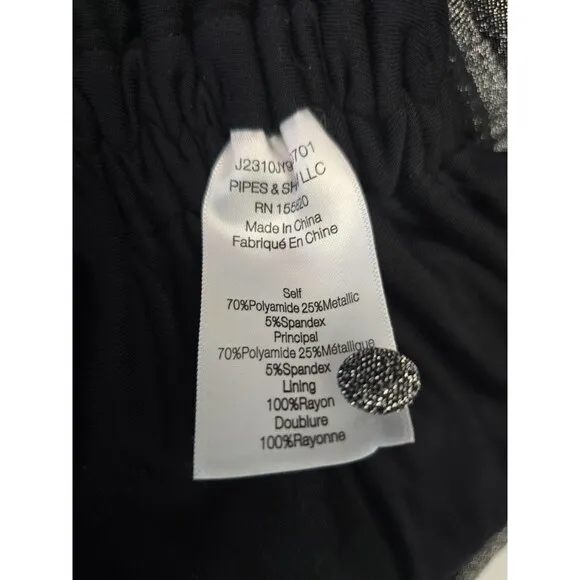 PIPES & LLC
RN
Made In China
Fabriqué En Chine
Self
70%Polyamide 25%Metallic
5%Spandex
Principal
70%Polyamide 25%Métallique
5%Spandex
Lining
100%Rayon
Doublure
100%Rayonne